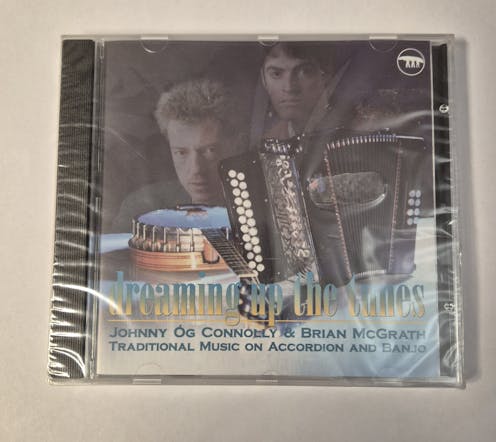 dreaming up the tunes
JOHNNY ÓG CONNOLLY & BRIAN MCGRATH
TRADITIONAL MUSIC ON ACCORDION AND BANJO